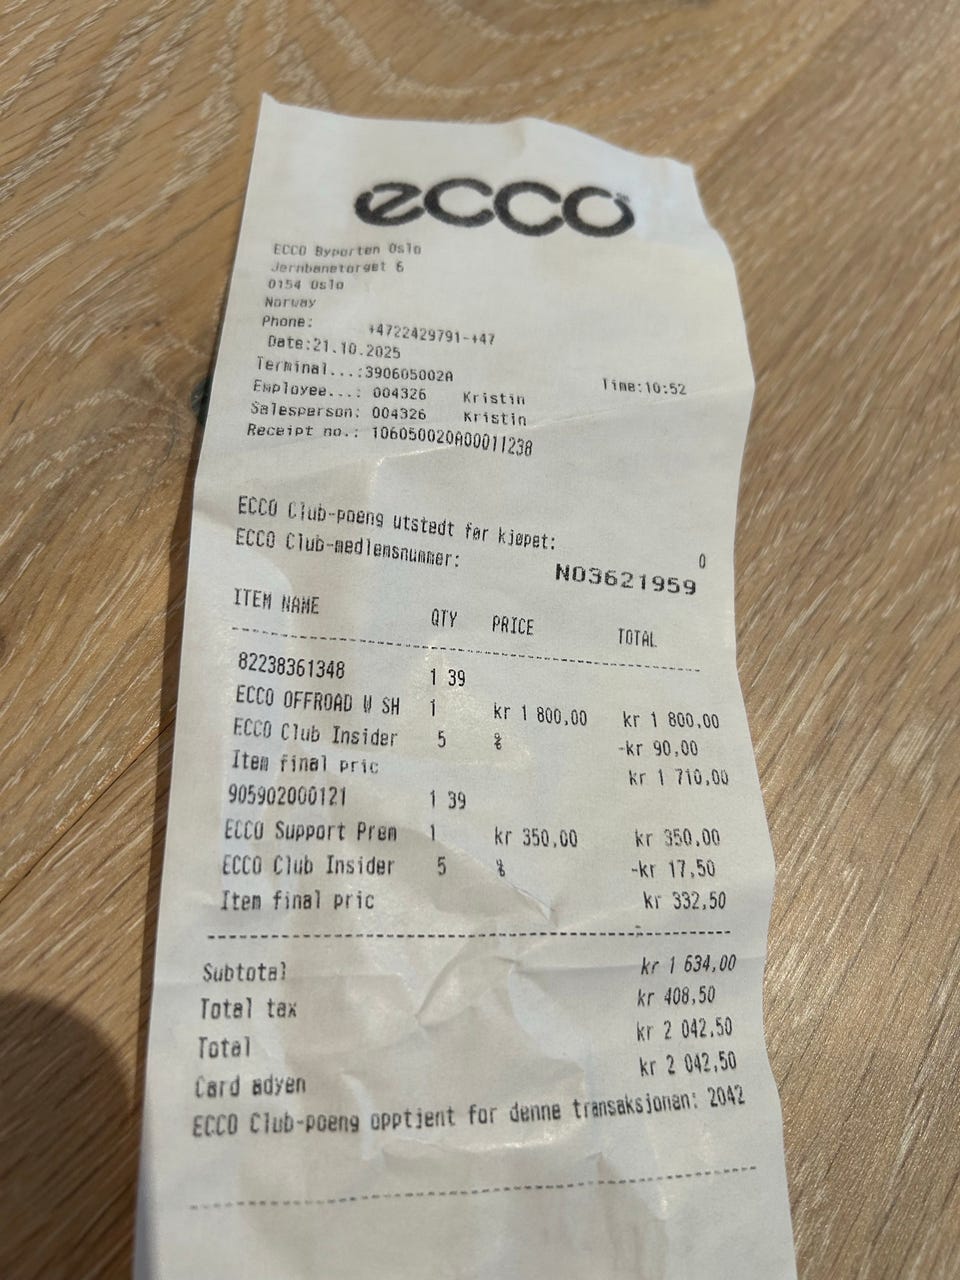 ecco
ECCO Byporten Oslo
Jernbanetorget 6
0154 Oslo
Norway
Phone: +4722429791-+47
Date:21.10.2025 Time:10:52
Terminal...:390605002A
Employee...: 004326 Kristin
Salesperson: 004326 Kristin
Receipt no.: 106050020A00011238
ECCO Club-poeng utstedt før kjøpet: 0
ECCO Club-medlemsnummer: NO3621959
ITEM NAME QTY PRICE TOTAL
82238361348 1 39
ECCO OFFROAD W SH 1 kr 1 800,00 kr 1 800,00
ECCO Club Insider 5 % -kr 90,00
Item final pric kr 1 710,00
905902000121 1 39
ECCO Support Prem 1 kr 350,00 kr 350,00
ECCO Club Insider 5 % -kr 17,50
Item final pric kr 332,50
Subtotal kr 1 634,00
Total tax kr 408,50
Total kr 2 042,50
Card adyen kr 2 042,50
ECCO Club-poeng opptjent for denne transaksjonen: 2042